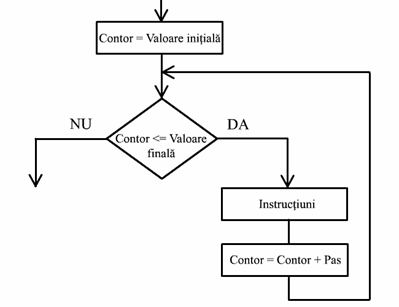 Contor = Valoare inițială
NU
DA
Contor <= Valoare
finală
Instrucțiuni
Contor = Contor + Pas